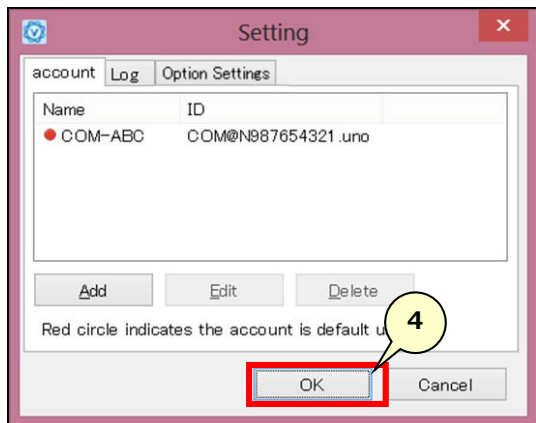 Setting
account Log Option Settings
Name ID
COM-ABC COM@N987654321.uno
Add Edit Delete
Red circle indicates the account is default
4
OK Cancel